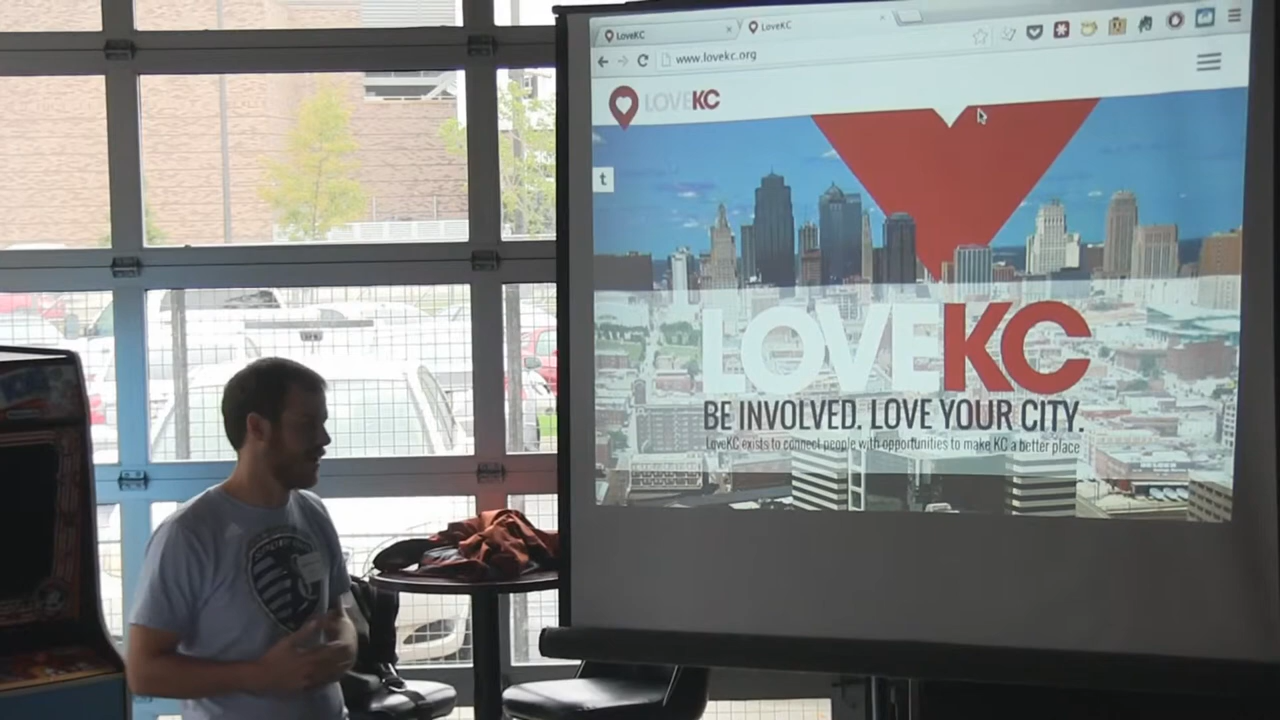 LoveKC
LoveKC
www.lovekc.org
LOVEKC
t
LOVEKC
BE INVOLVED. LOVE YOUR CITY.
LoveKC exists to connect people with opportunities to make KC a better place